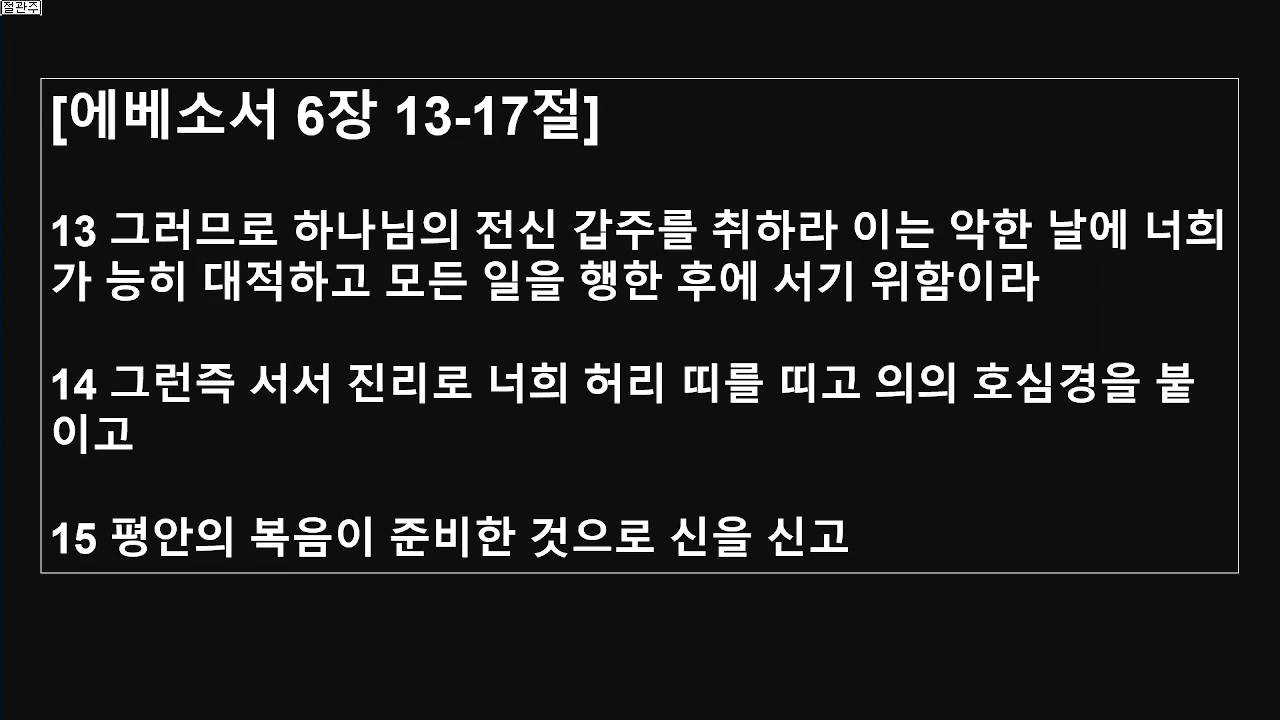 절관주
[에베소서 6장 13-17절]
13 그러므로 하나님의 전신 갑주를 취하라 이는 악한 날에 너희
가 능히 대적하고 모든 일을 행한 후에 서기 위함이라
14 그런즉 서서 진리로 너희 허리 띠를 띠고 의의 호심경을 붙
이고
15 평안의 복음이 준비한 것으로 신을 신고